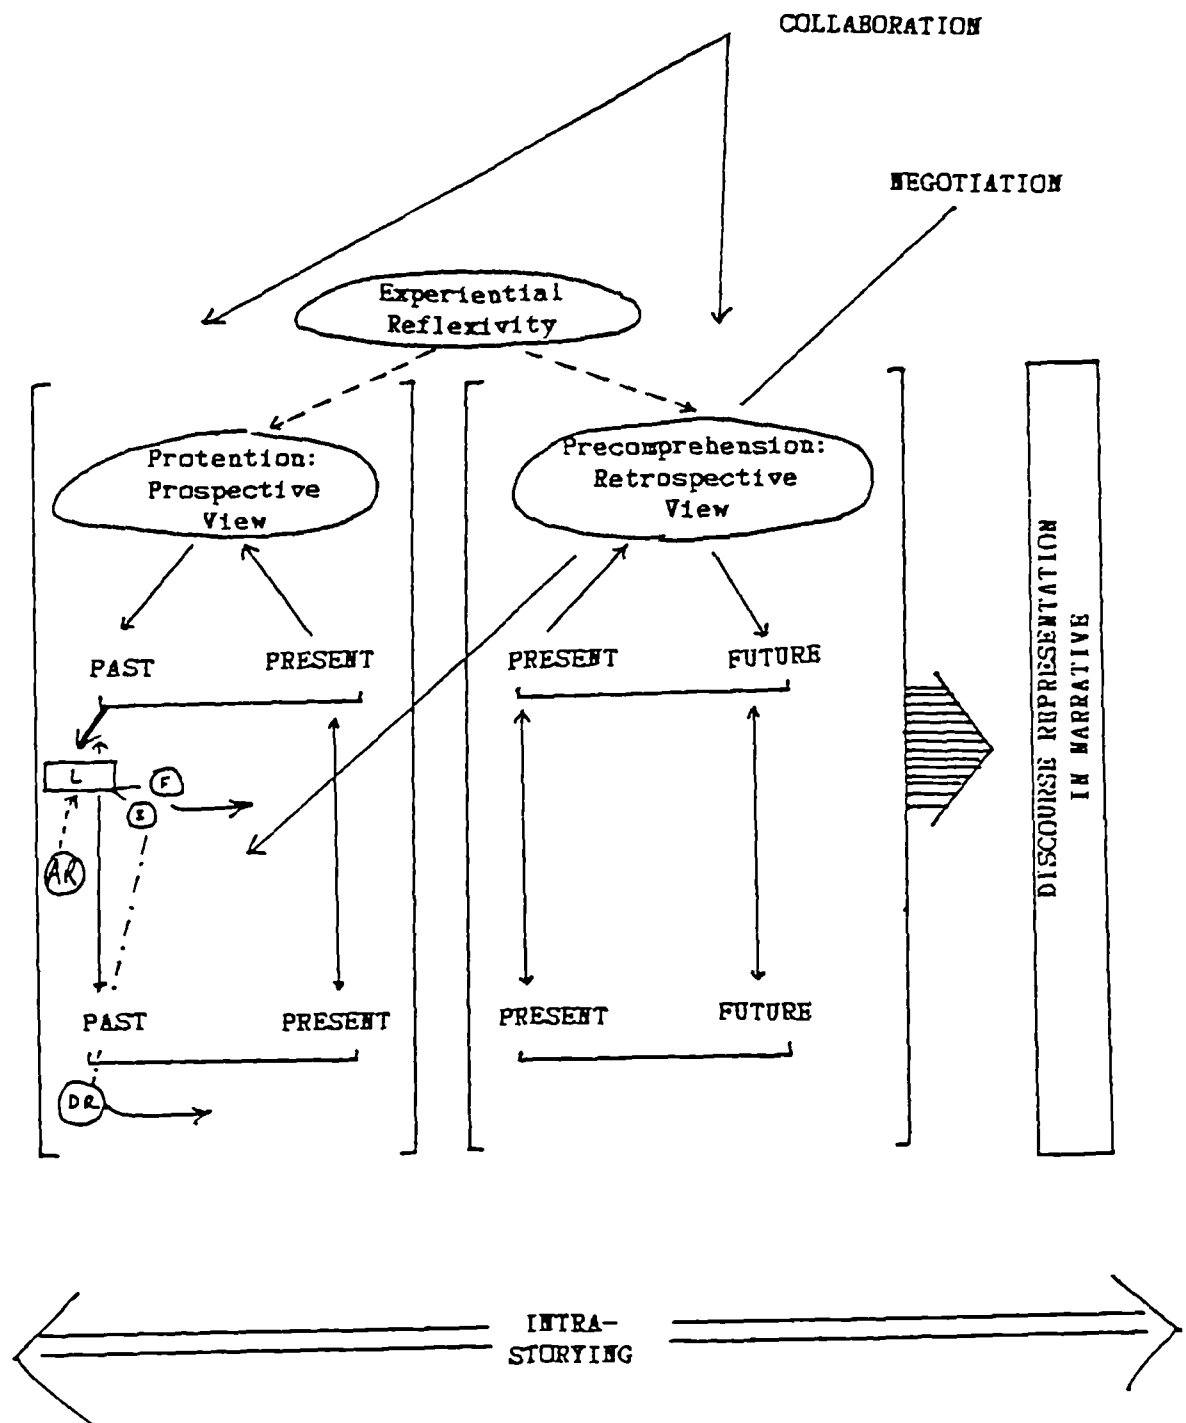 COLLABORATION
NEGOTIATION
Experiential
Reflexivity
Protention:
Prospective
View
Precomprehension:
Retrospective
View
PAST
PRESENT
PRESENT
FUTURE
L
F
AR
PAST
PRESENT
PRESENT
FUTURE
DR
DISCOURSE REPRESENTATION
IN NARRATIVE
INTRA-
STORYING